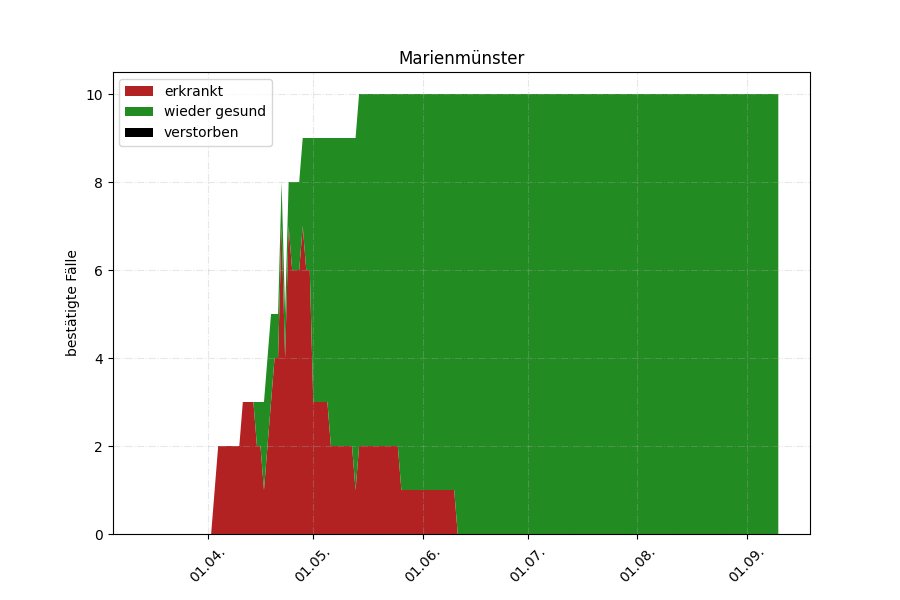 Marienmünster
erkrankt
wieder gesund
verstorben
bestätigte Fälle
10
8
6
4
2
0
01.04.
01.05.
01.06.
01.07.
01.08.
01.09.